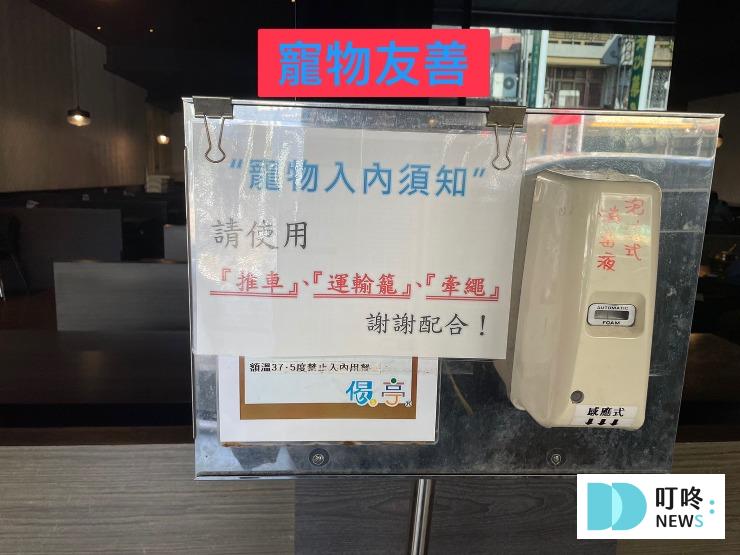 寵物友善
“寵物入內須知”
請使用
『推車』、『運輸籠』、『牽繩』
謝謝配合！
額溫37.5度禁止入內用餐
偈亭
泡沫式
消毒液
AUTOMATIC
FOAM
感應式
↓↓↓
叮咚:
NEWS